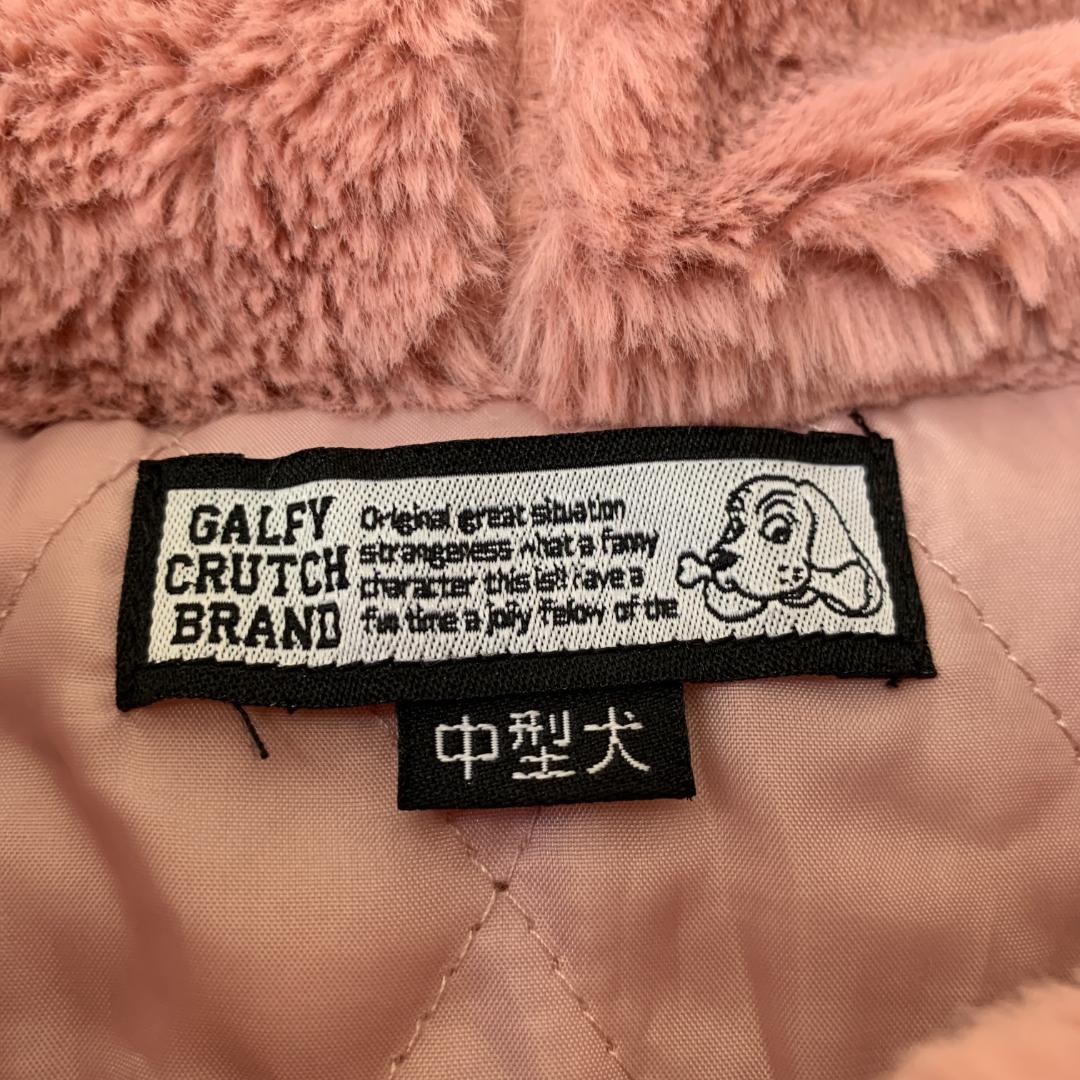 GALFY
CRUTCH
BRAND
Original great situation
strangeness what a fanny
character this is!! have a
fun time a jolly fellow of the
中型犬